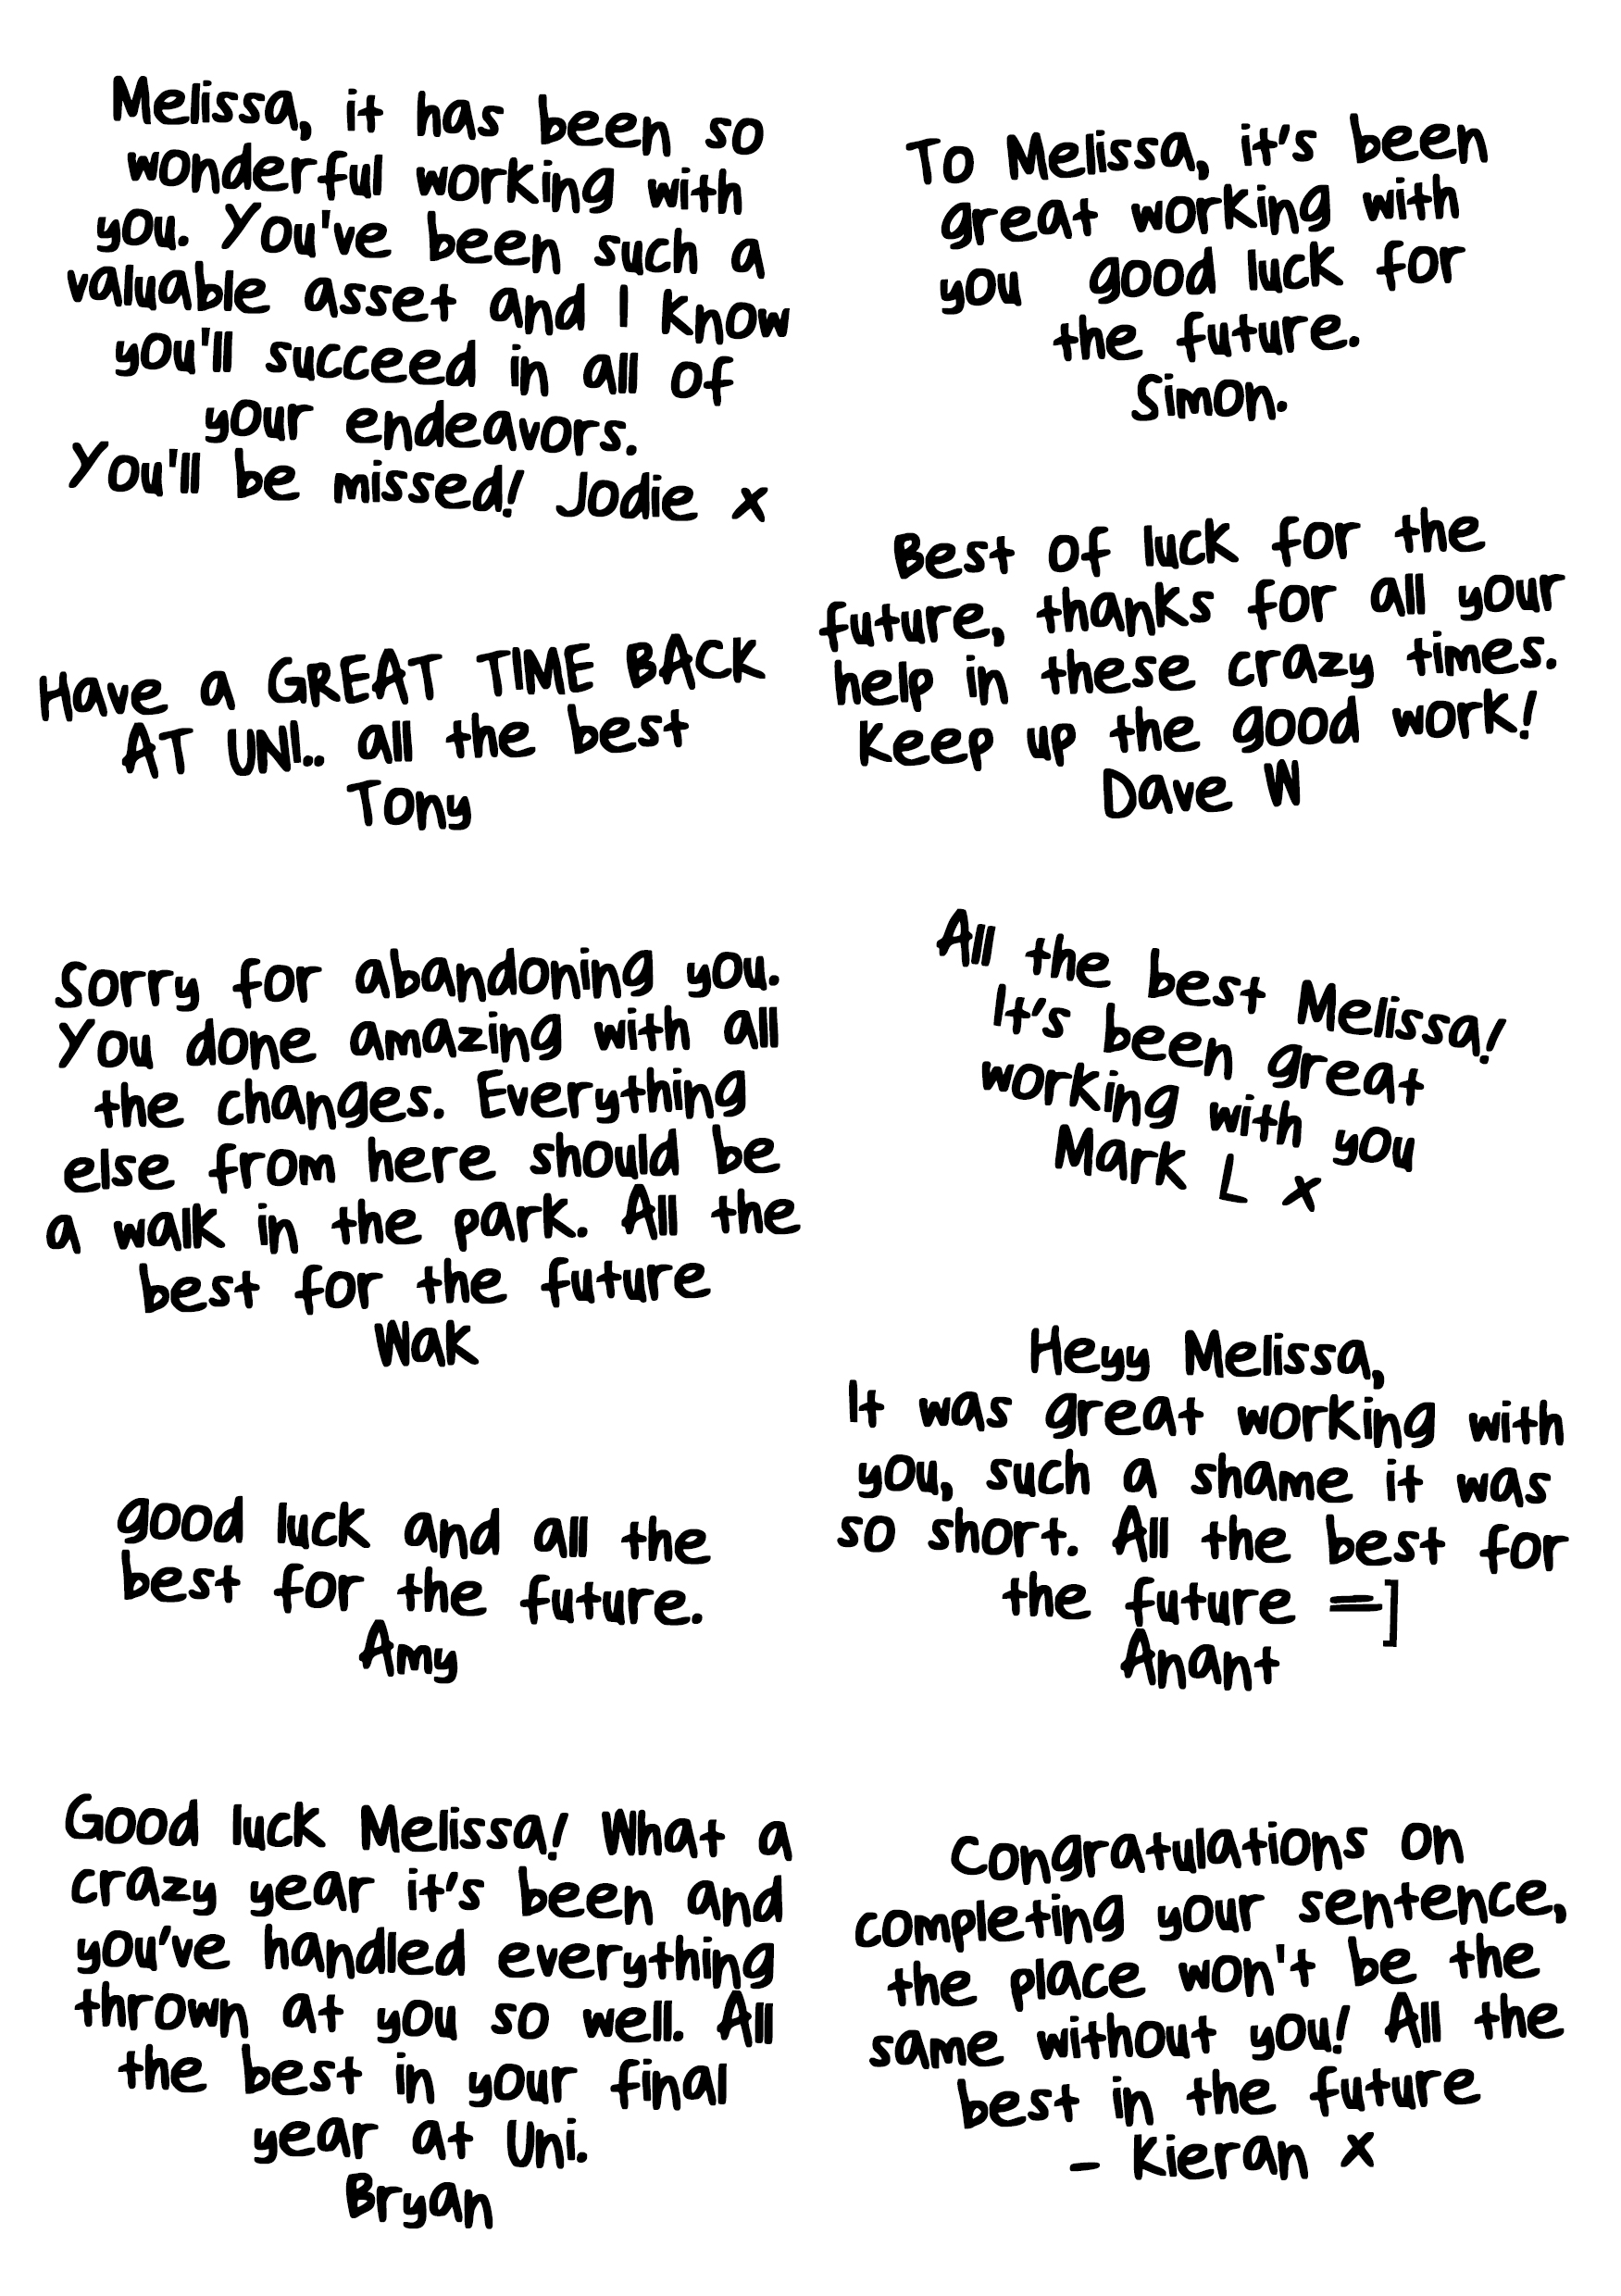 Melissa, it has been so
wonderful working with
you. You've been such a
valuable asset and I know
you'll succeed in all of
your endeavors.
You'll be missed! Jodie x
Have a GREAT TIME BACK
AT UNI.. all the best
Tony
Sorry for abandoning you.
You done amazing with all
the changes. Everything
else from here should be
a walk in the park. All the
best for the future
Wak
good luck and all the
best for the future.
Amy
Good luck Melissa! What a
crazy year it's been and
you've handled everything
thrown at you so well. All
the best in your final
year at Uni.
Bryan
To Melissa, it's been
great working with
you  good luck for
the future.
Simon.
Best of luck for the
future, thanks for all your
help in these crazy times.
Keep up the good work!
Dave W
All the best Melissa!
It's been great
working with you
Mark L x
Heyy Melissa,
It was great working with
you, such a shame it was
so short. All the best for
the future =]
Anant
Congratulations on
completing your sentence,
the place won't be the
same without you! All the
best in the future
- Kieran x